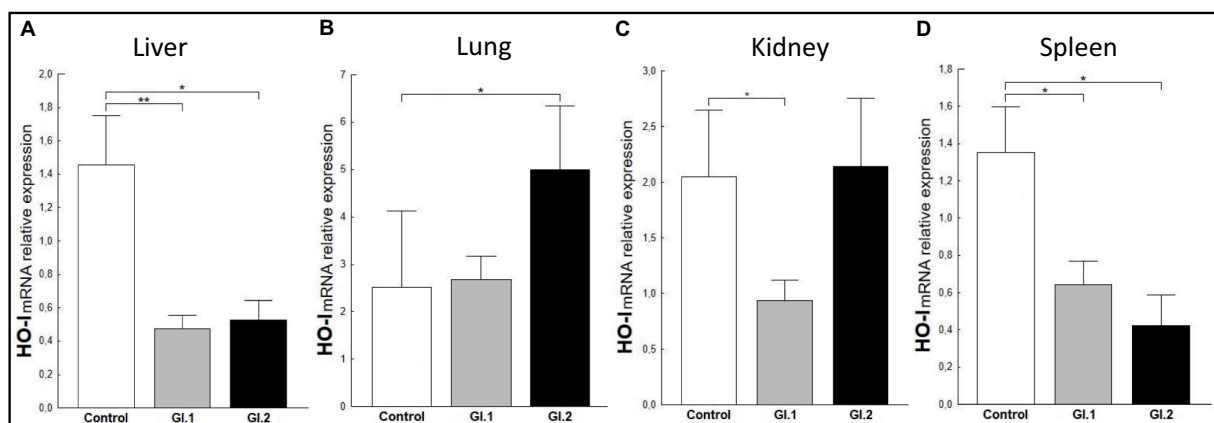 A
Liver
HO-I mRNA relative expression
2,0
1,8
1,6
1,4
1,2
1,0
0,8
0,6
0,4
0,2
0,0
*
**
Control GI.1 GI.2
B
Lung
HO-I mRNA relative expression
7
6
5
4
3
2
1
0
*
Control GI.1 GI.2
C
Kidney
HO-I mRNA relative expression
3,0
2,5
2,0
1,5
1,0
0,5
0,0
*
Control GI.1 GI.2
D
Spleen
HO-I mRNA relative expression
1,8
1,6
1,4
1,2
1,0
0,8
0,6
0,4
0,2
0,0
*
*
Control GI.1 GI.2